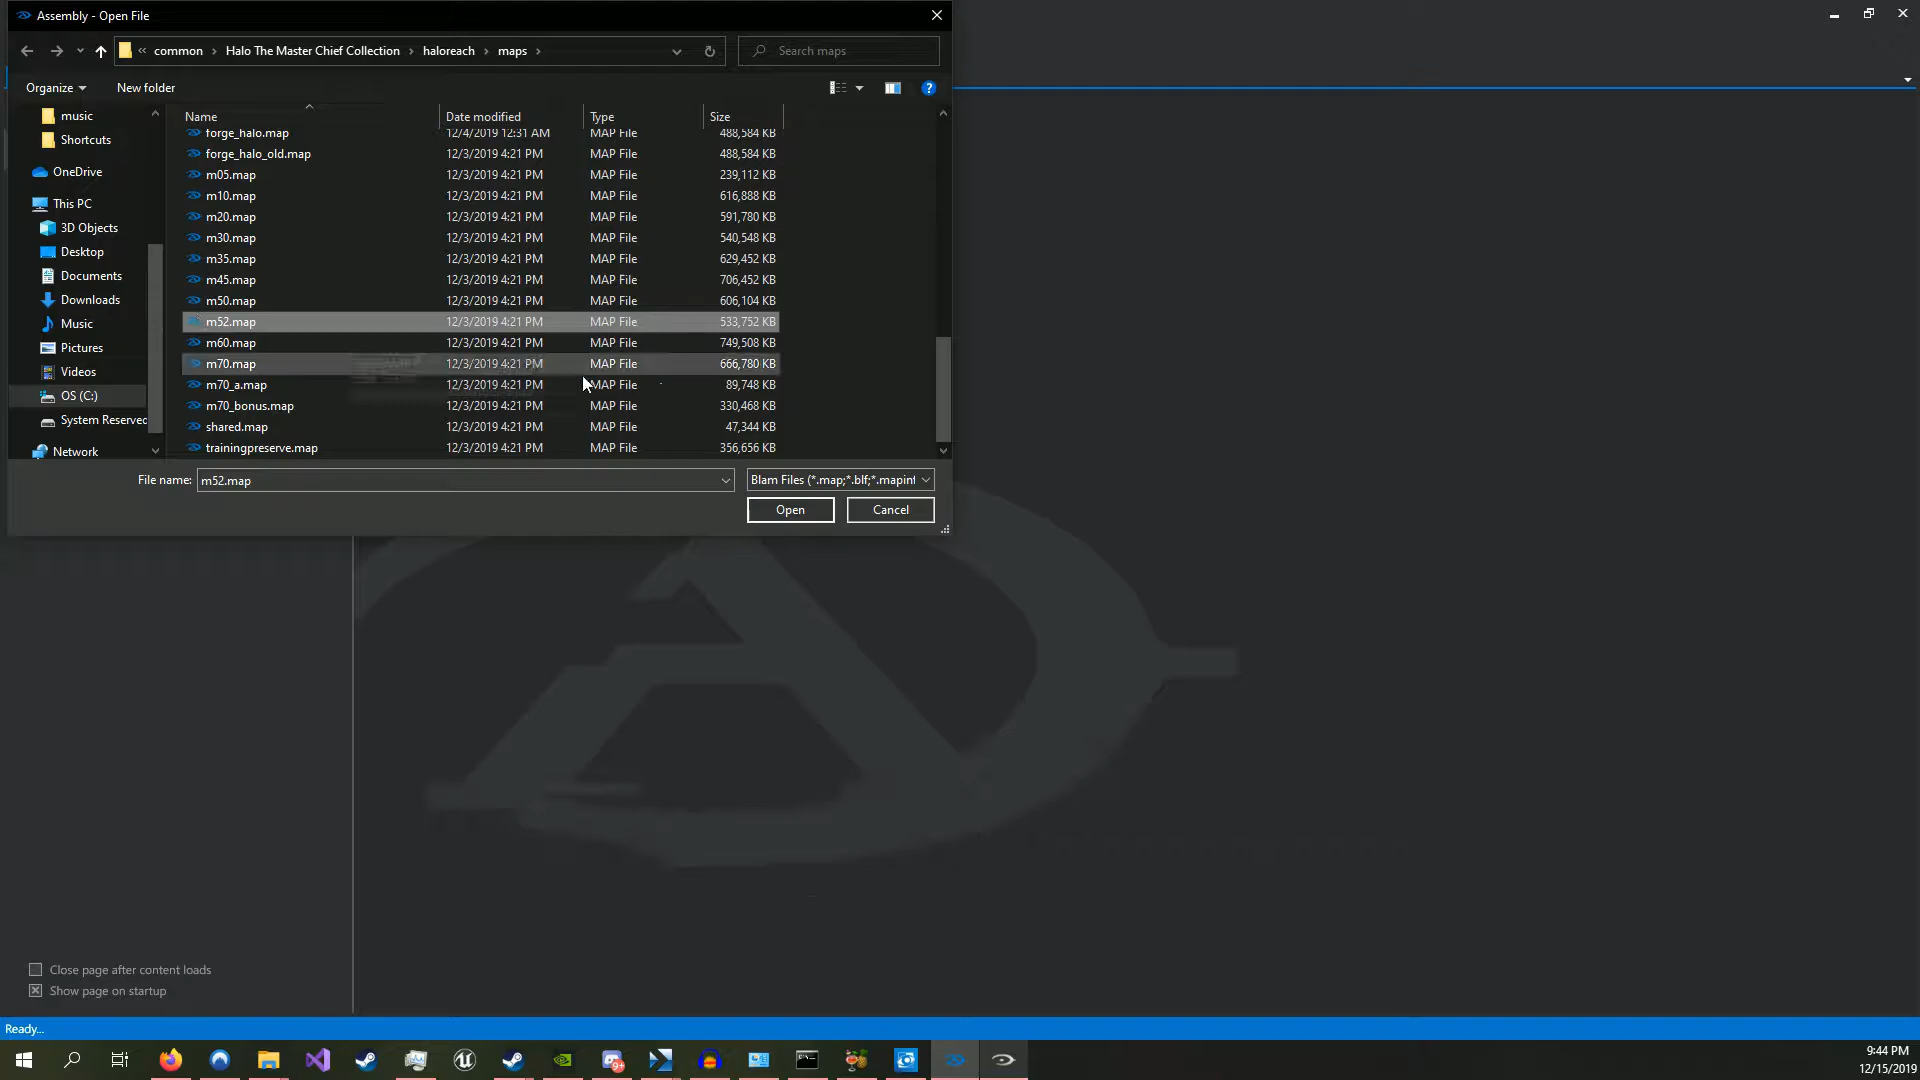 Assembly - Open File
« common › Halo The Master Chief Collection › haloreach › maps ›
Search maps
Organize
New folder
Name Date modified Type Size
forge_halo.map 12/4/2019 12:31 AM MAP File 488,584 KB
forge_halo_old.map 12/3/2019 4:21 PM MAP File 488,584 KB
m05.map 12/3/2019 4:21 PM MAP File 239,112 KB
m10.map 12/3/2019 4:21 PM MAP File 616,888 KB
m20.map 12/3/2019 4:21 PM MAP File 591,780 KB
m30.map 12/3/2019 4:21 PM MAP File 540,548 KB
m35.map 12/3/2019 4:21 PM MAP File 629,452 KB
m45.map 12/3/2019 4:21 PM MAP File 706,452 KB
m50.map 12/3/2019 4:21 PM MAP File 606,104 KB
m52.map 12/3/2019 4:21 PM MAP File 533,752 KB
m60.map 12/3/2019 4:21 PM MAP File 749,508 KB
m70.map 12/3/2019 4:21 PM MAP File 666,780 KB
m70_a.map 12/3/2019 4:21 PM MAP File 89,748 KB
m70_bonus.map 12/3/2019 4:21 PM MAP File 330,468 KB
shared.map 12/3/2019 4:21 PM MAP File 47,344 KB
trainingpreserve.map 12/3/2019 4:21 PM MAP File 356,656 KB
music
Shortcuts
OneDrive
This PC
3D Objects
Desktop
Documents
Downloads
Music
Pictures
Videos
OS (C:)
System Reserved
Network
File name: m52.map
Blam Files (*.map;*.blf;*.mapinf
Open
Cancel
Close page after content loads
Show page on startup
Ready...
9:44 PM
12/15/2019